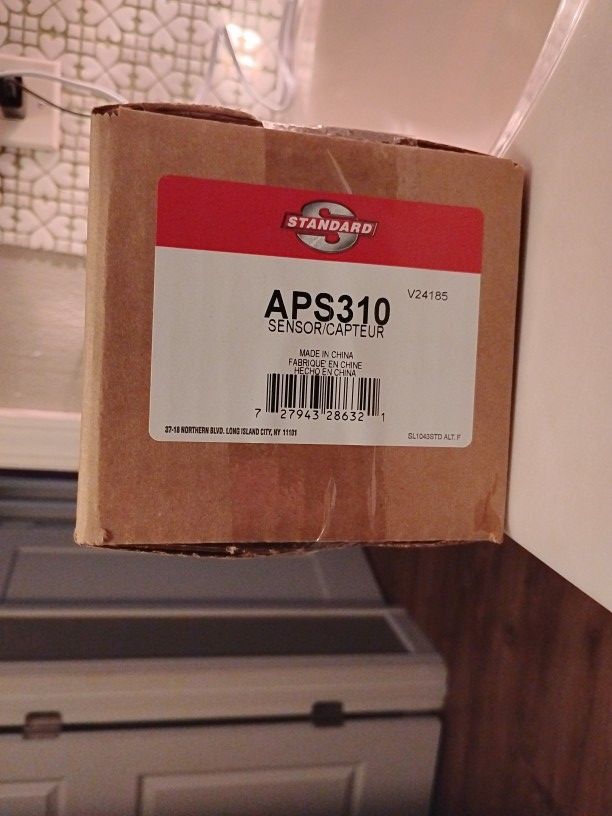 STANDARD
V24185
APS310
SENSOR/CAPTEUR
MADE IN CHINA
FABRIQUE' EN CHINE
HECHO EN CHINA
7 27943 28632 1
37-18 NORTHERN BLVD. LONG ISLAND CITY, NY 11101
SL1043STD ALT. F